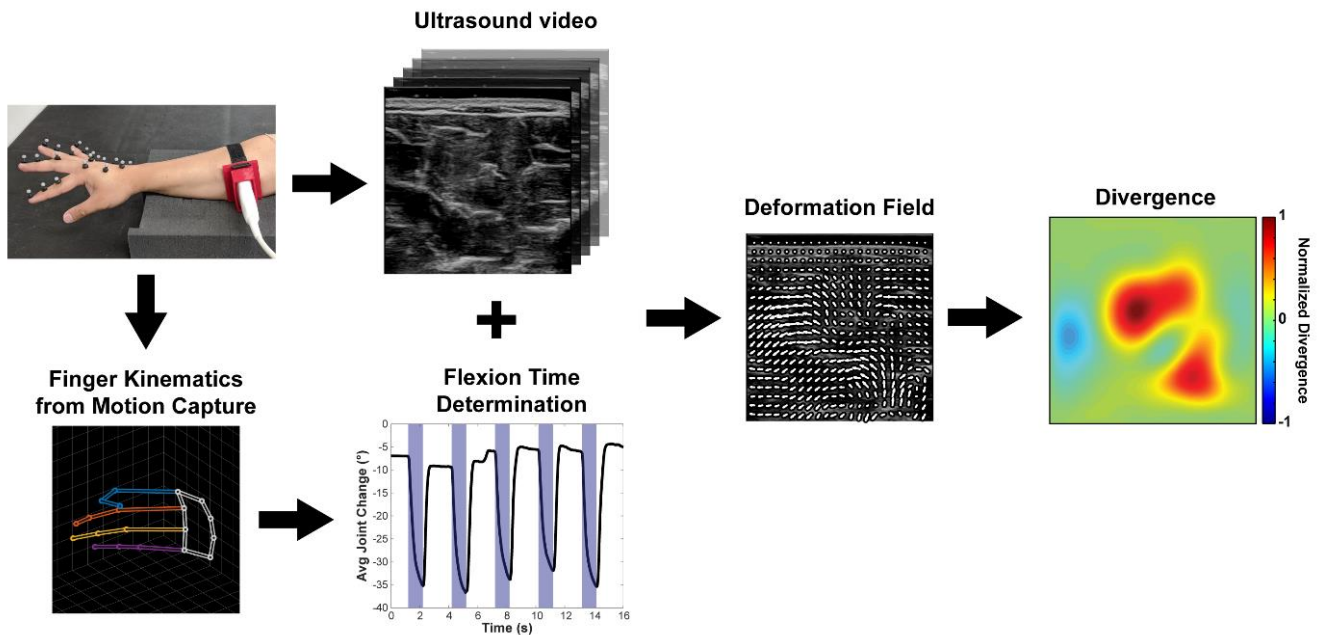 Ultrasound video
Finger Kinematics
from Motion Capture
Flexion Time
Determination
Avg Joint Change (°)
0
-5
-10
-15
-20
-25
-30
-35
-40
0 2 4 6 8 10 12 14 16
Time (s)
Deformation Field
Divergence
1
0
-1
Normalized Divergence